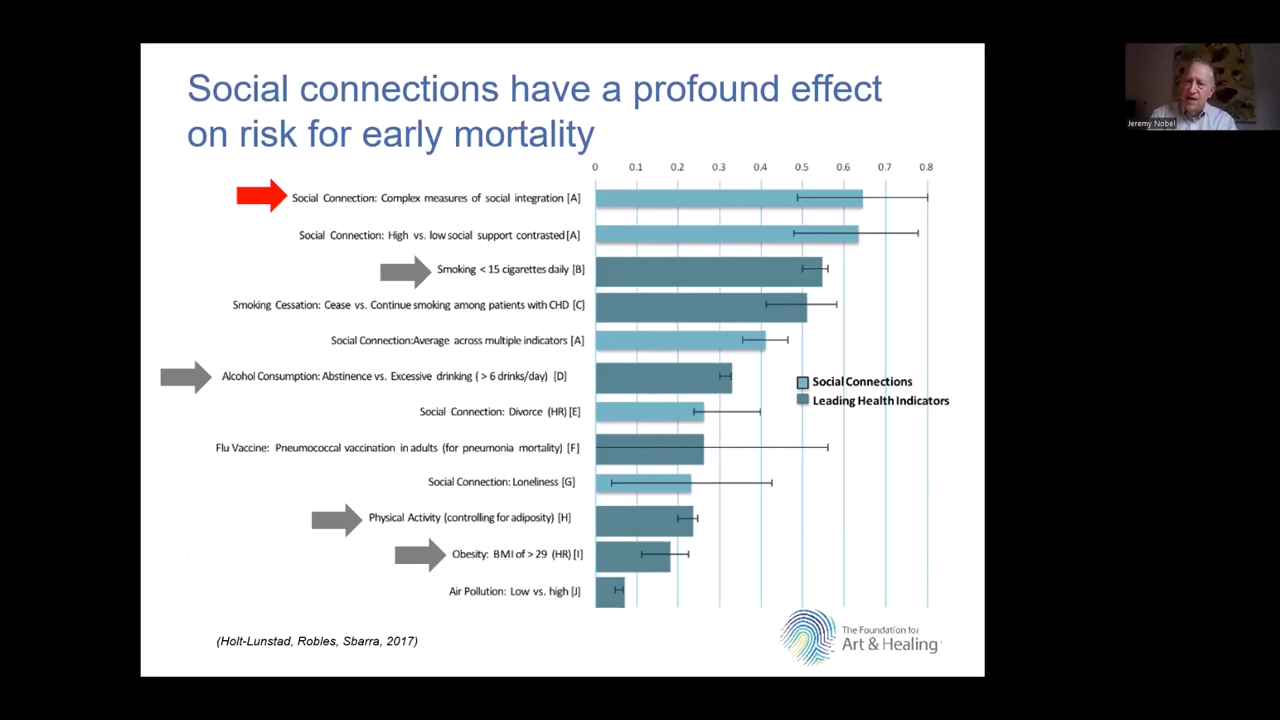 Social connections have a profound effect
on risk for early mortality
0 0.1 0.2 0.3 0.4 0.5 0.6 0.7 0.8
Social Connection: Complex measures of social integration [A]
Social Connection: High vs. low social support contrasted [A]
Smoking < 15 cigarettes daily [B]
Smoking Cessation: Cease vs. Continue smoking among patients with CHD [C]
Social Connection:Average across multiple indicators [A]
Alcohol Consumption: Abstinence vs. Excessive drinking ( > 6 drinks/day) [D]
Social Connection: Divorce (HR) [E]
Flu Vaccine: Pneumococcal vaccination in adults (for pneumonia mortality) [F]
Social Connection: Loneliness [G]
Physical Activity (controlling for adiposity) [H]
Obesity: BMI of > 29 (HR) [I]
Air Pollution: Low vs. high [J]
Social Connections
Leading Health Indicators
(Holt-Lunstad, Robles, Sbarra, 2017)
The Foundation for
Art & Healing
Jeremy Nobel